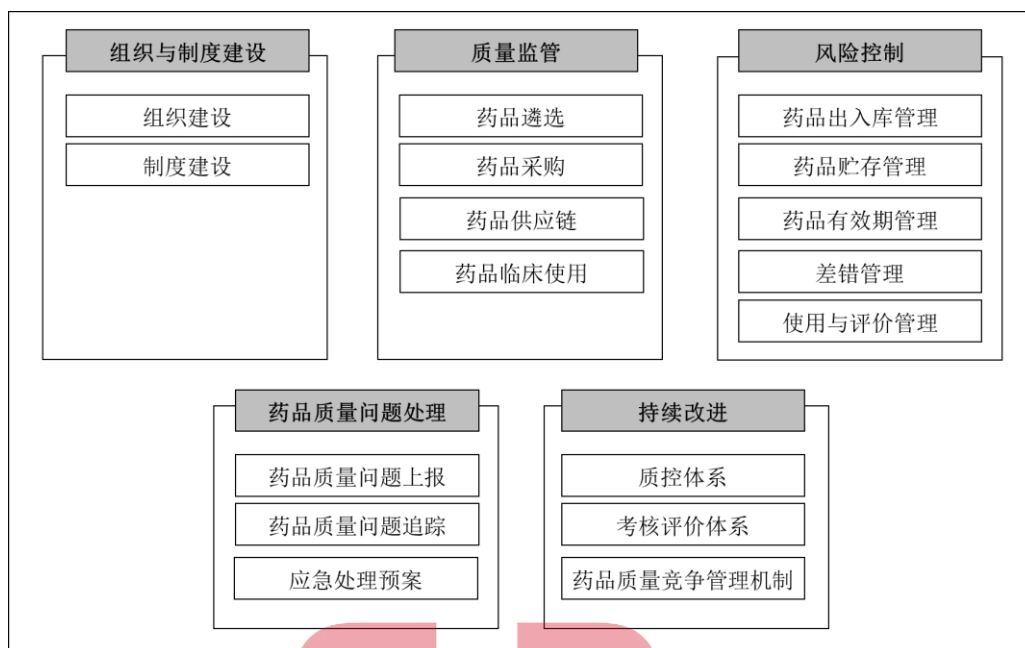 组织与制度建设
组织建设
制度建设
质量监管
药品遴选
药品采购
药品供应链
药品临床使用
风险控制
药品出入库管理
药品贮存管理
药品有效期管理
差错管理
使用与评价管理
药品质量问题处理
药品质量问题上报
药品质量问题追踪
应急处理预案
持续改进
质控体系
考核评价体系
药品质量竞争管理机制